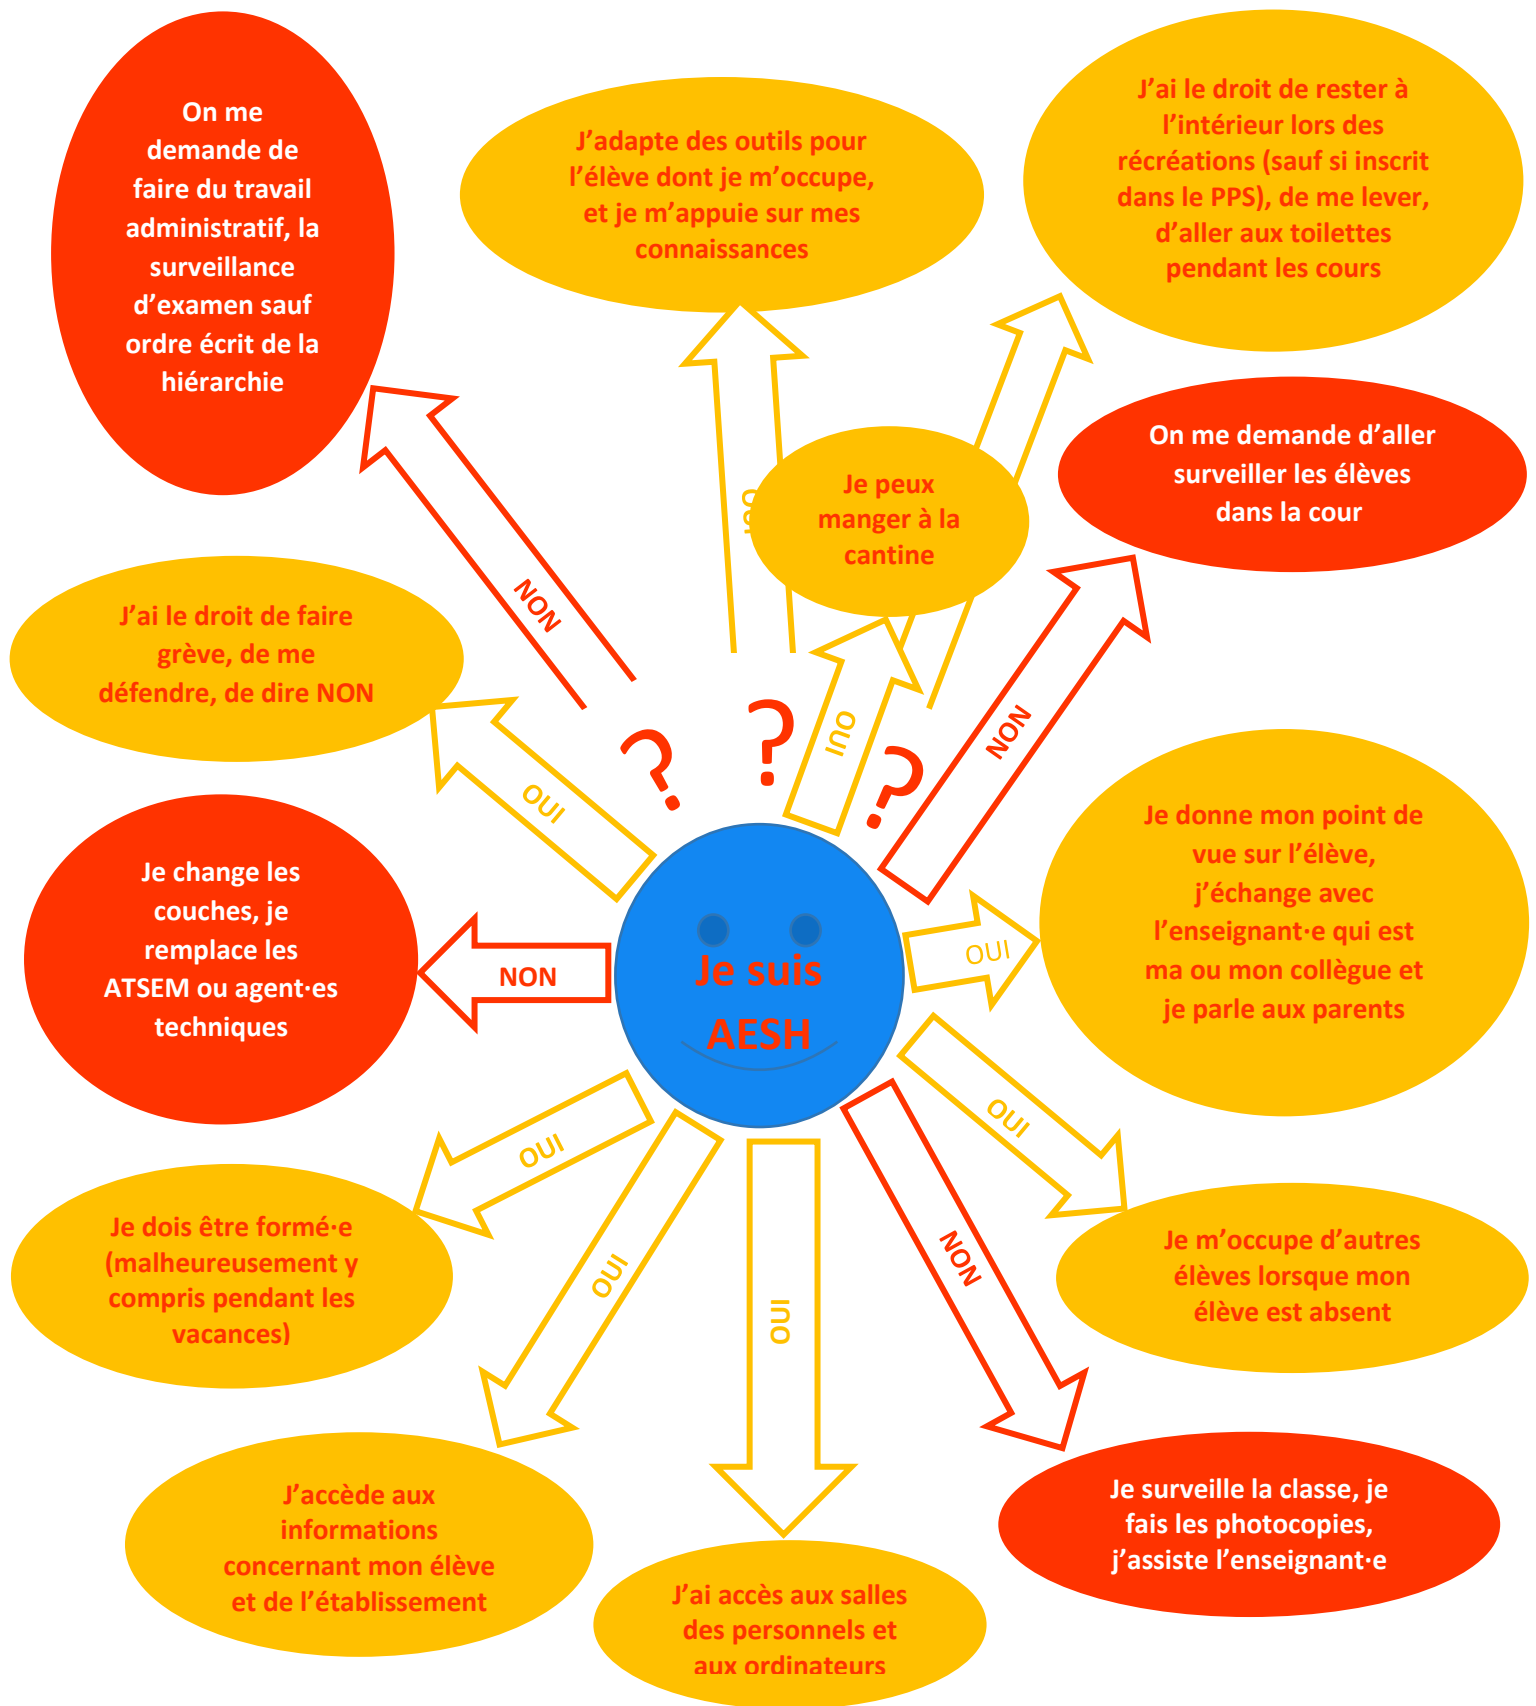 On me
demande de
faire du travail
administratif, la
surveillance
d’examen sauf
ordre écrit de la
hiérarchie
J’adapte des outils pour
l’élève dont je m’occupe,
et je m’appuie sur mes
connaissances
J’ai le droit de rester à
l’intérieur lors des
récréations (sauf si inscrit
dans le PPS), de me lever,
d’aller aux toilettes
pendant les cours
On me demande d’aller
surveiller les élèves
dans la cour
Je peux
manger à la
cantine
NON
NON
OUI
J’ai le droit de faire
grève, de me
défendre, de dire NON
OUI
?
?
?
Je donne mon point de
vue sur l’élève,
j’échange avec
l’enseignant·e qui est
ma ou mon collègue et
je parle aux parents
OUI
Je change les
couches, je
remplace les
ATSEM ou agent·es
techniques
NON
Je suis
AESH
OUI
OUI
OUI
OUI
NON
Je dois être formé·e
(malheureusement y
compris pendant les
vacances)
Je m’occupe d’autres
élèves lorsque mon
élève est absent
J’accède aux
informations
concernant mon élève
et de l’établissement
J’ai accès aux salles
des personnels et
aux ordinateurs
Je surveille la classe, je
fais les photocopies,
j’assiste l’enseignant·e